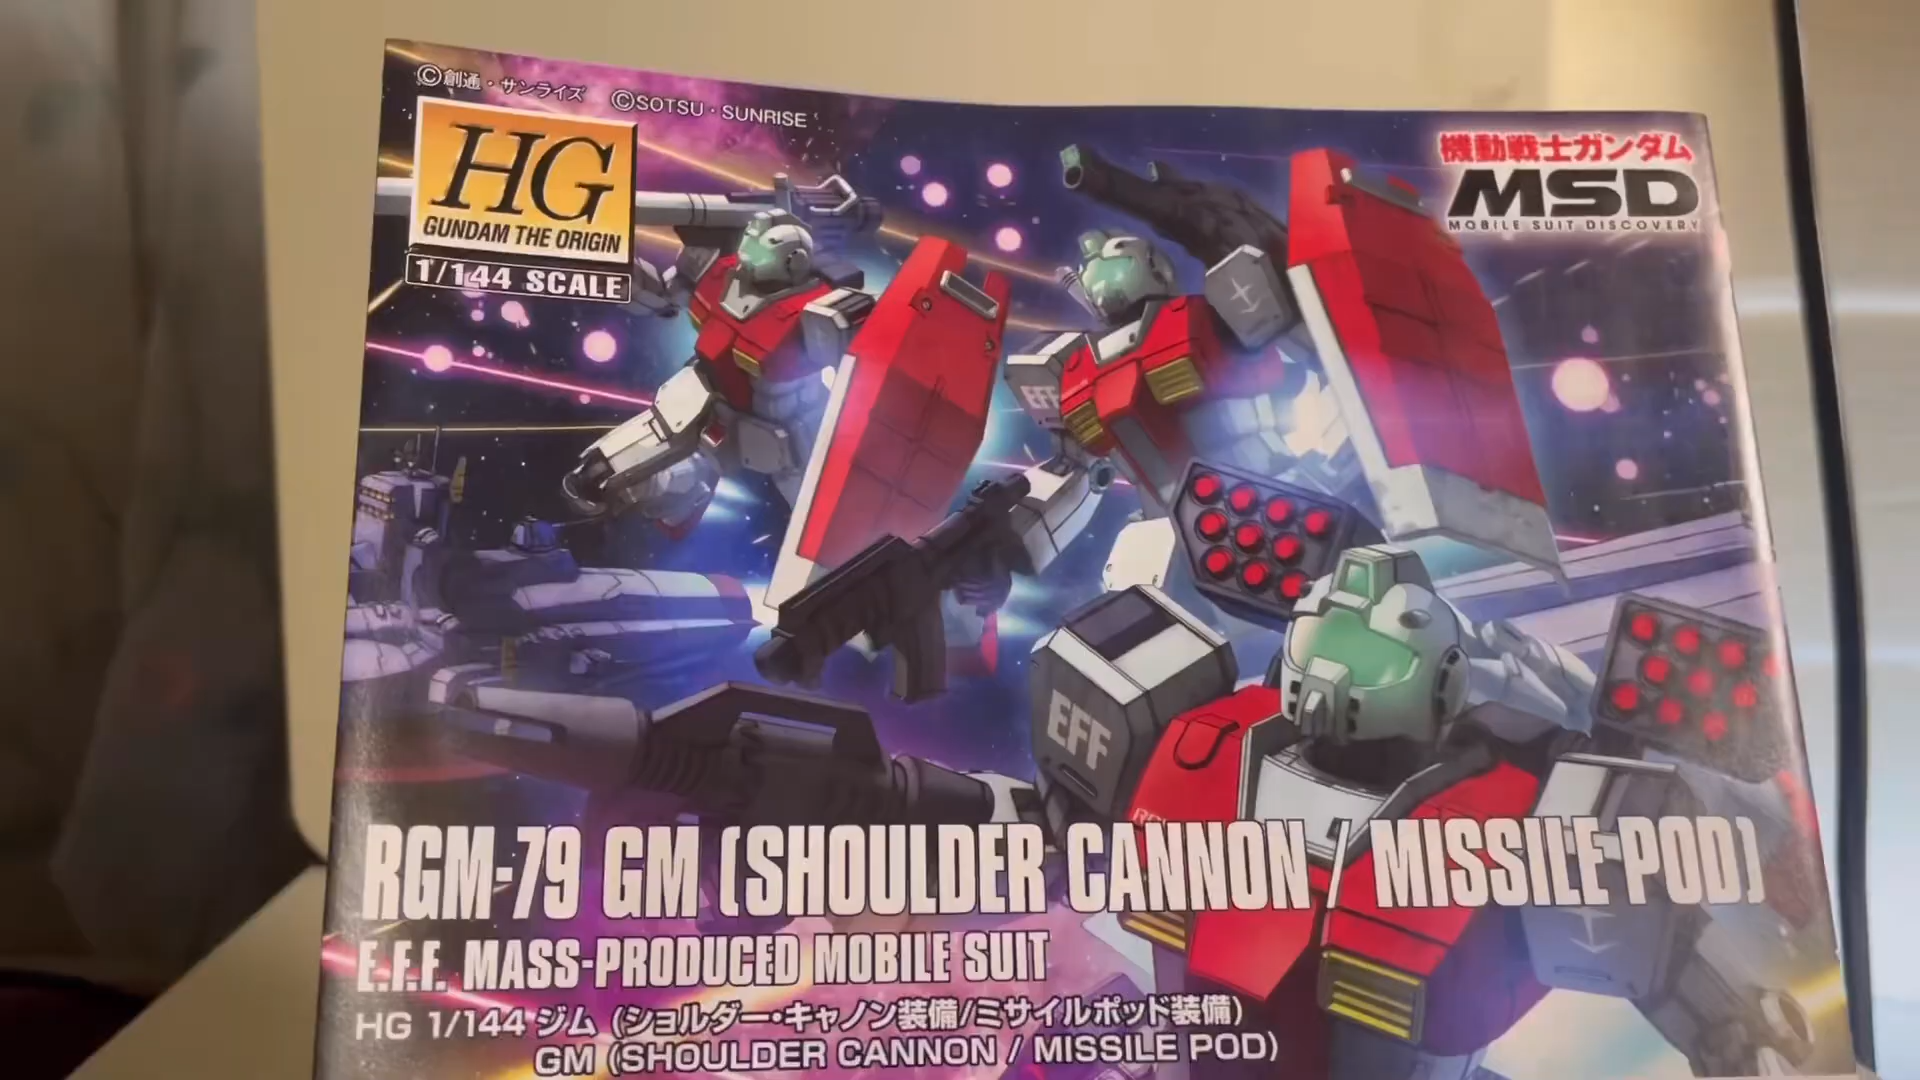 ©創通・サンライズ ©SOTSU・SUNRISE
HG
GUNDAM THE ORIGIN
1/144 SCALE
機動戦士ガンダム
MSD
MOBILE SUIT DISCOVERY
EFF
EFF
RGM-79 GM (SHOULDER CANNON / MISSILE POD)
E.F.F. MASS-PRODUCED MOBILE SUIT
HG 1/144 ジム (ショルダー・キャノン装備/ミサイルポッド装備)
GM (SHOULDER CANNON / MISSILE POD)